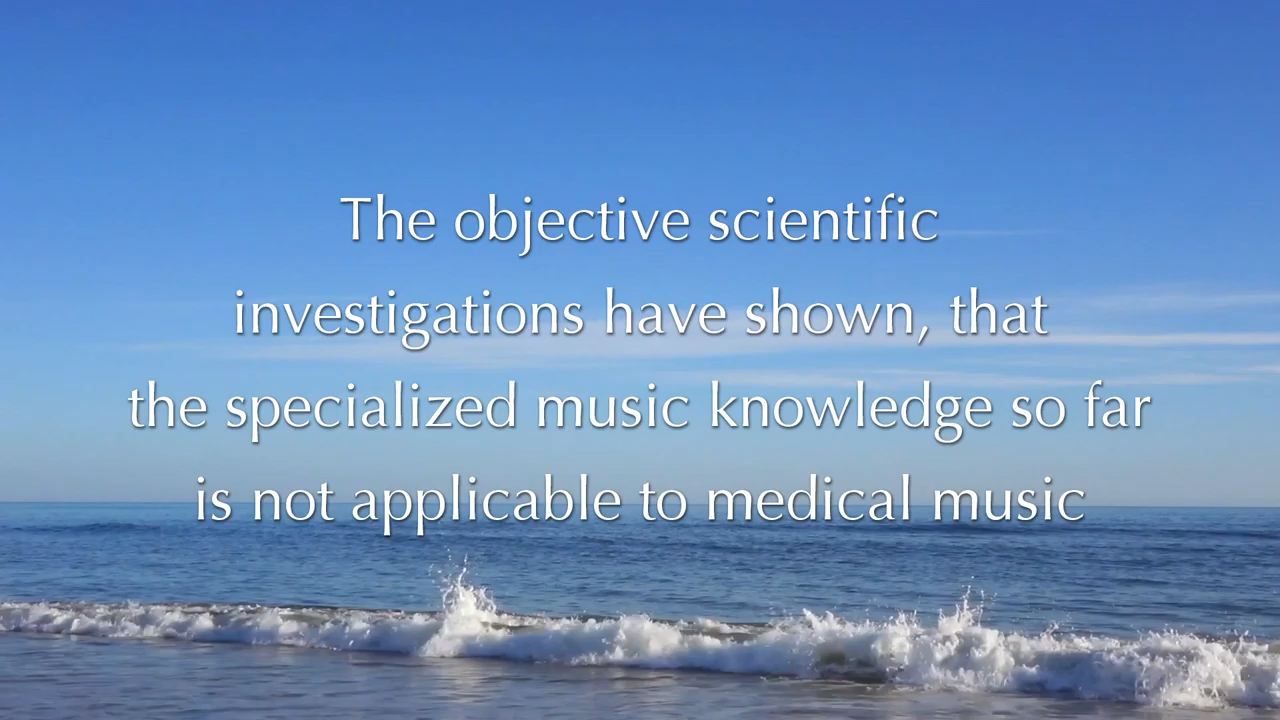 The objective scientific
investigations have shown, that
the specialized music knowledge so far
is not applicable to medical music